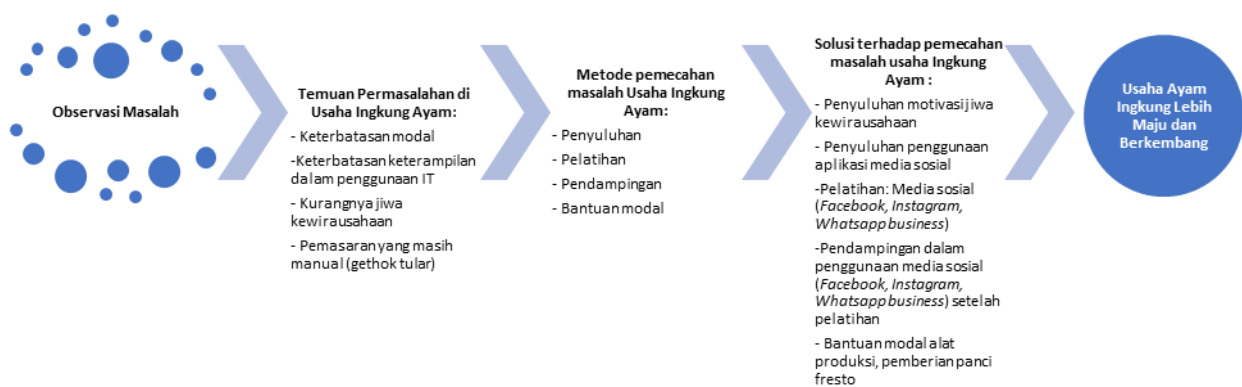 Observasi Masalah
Temuan Permasalahan di
Usaha Ingkung Ayam:
- Keterbatasan modal
-Keterbatasan keterampilan
dalam penggunaan IT
- Kurangnya jiwa
kewirausahaan
- Pemasaran yang masih
manual (gethok tular)
Metode pemecahan
masalah Usaha Ingkung
Ayam:
- Penyuluhan
- Pelatihan
- Pendampingan
- Bantuan modal
Solusi terhadap pemecahan
masalah usaha Ingkung
Ayam :
- Penyuluhan motivasi jiwa
kewirausahaan
- Penyuluhan penggunaan
aplikasi media sosial
-Pelatihan: Media sosial
(Facebook, Instagram,
Whatsapp business)
-Pendampingan dalam
penggunaan media sosial
(Facebook, Instagram,
Whatsapp business) setelah
pelatihan
- Bantuan modal alat
produksi, pemberian panci
fresto
Usaha Ayam
Ingkung Lebih
Maju dan
Berkembang